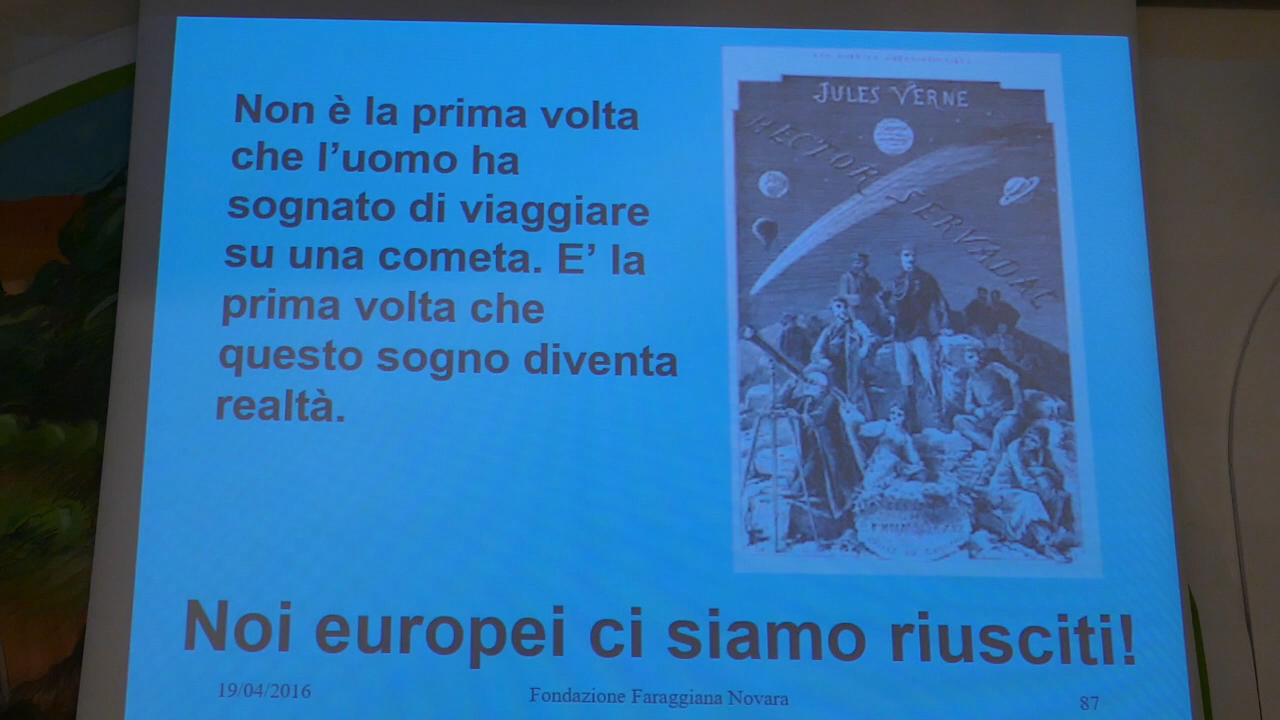 Non è la prima volta
che l'uomo ha
sognato di viaggiare
su una cometa. E' la
prima volta che
questo sogno diventa
realtà.
JULES VERNE
HECTOR SERVADAC
Noi europei ci siamo riusciti!
19/04/2016
Fondazione Faraggiana Novara
87